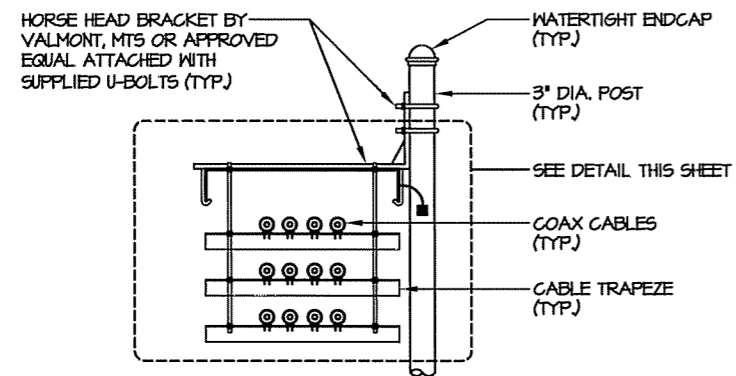 HORSE HEAD BRACKET BY
VALMONT, MTS OR APPROVED
EQUAL ATTACHED WITH
SUPPLIED U-BOLTS (TYP.)
WATERTIGHT ENDCAP
(TYP.)
3" DIA. POST
(TYP.)
SEE DETAIL THIS SHEET
COAX CABLES
(TYP.)
CABLE TRAPEZE
(TYP.)